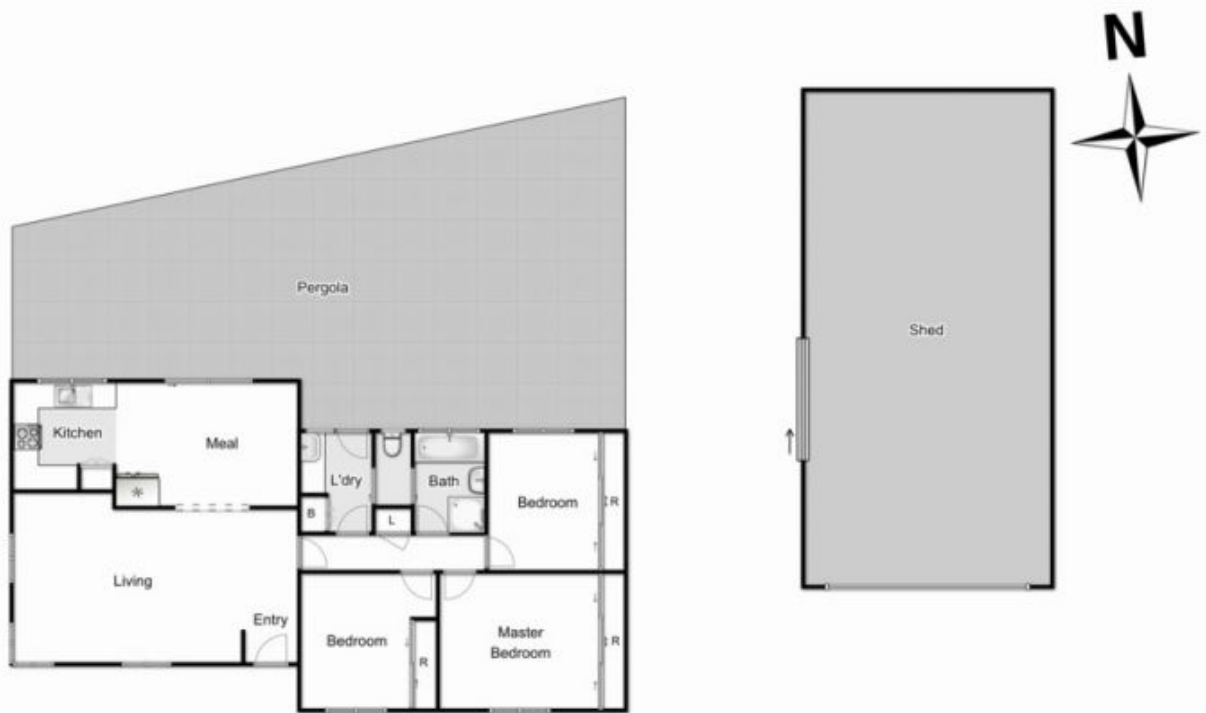 N
Pergola
Shed
Kitchen
Meal
L'dry
Bath
Bedroom
R
B
L
*
Living
Entry
Bedroom
R
Master
Bedroom
R